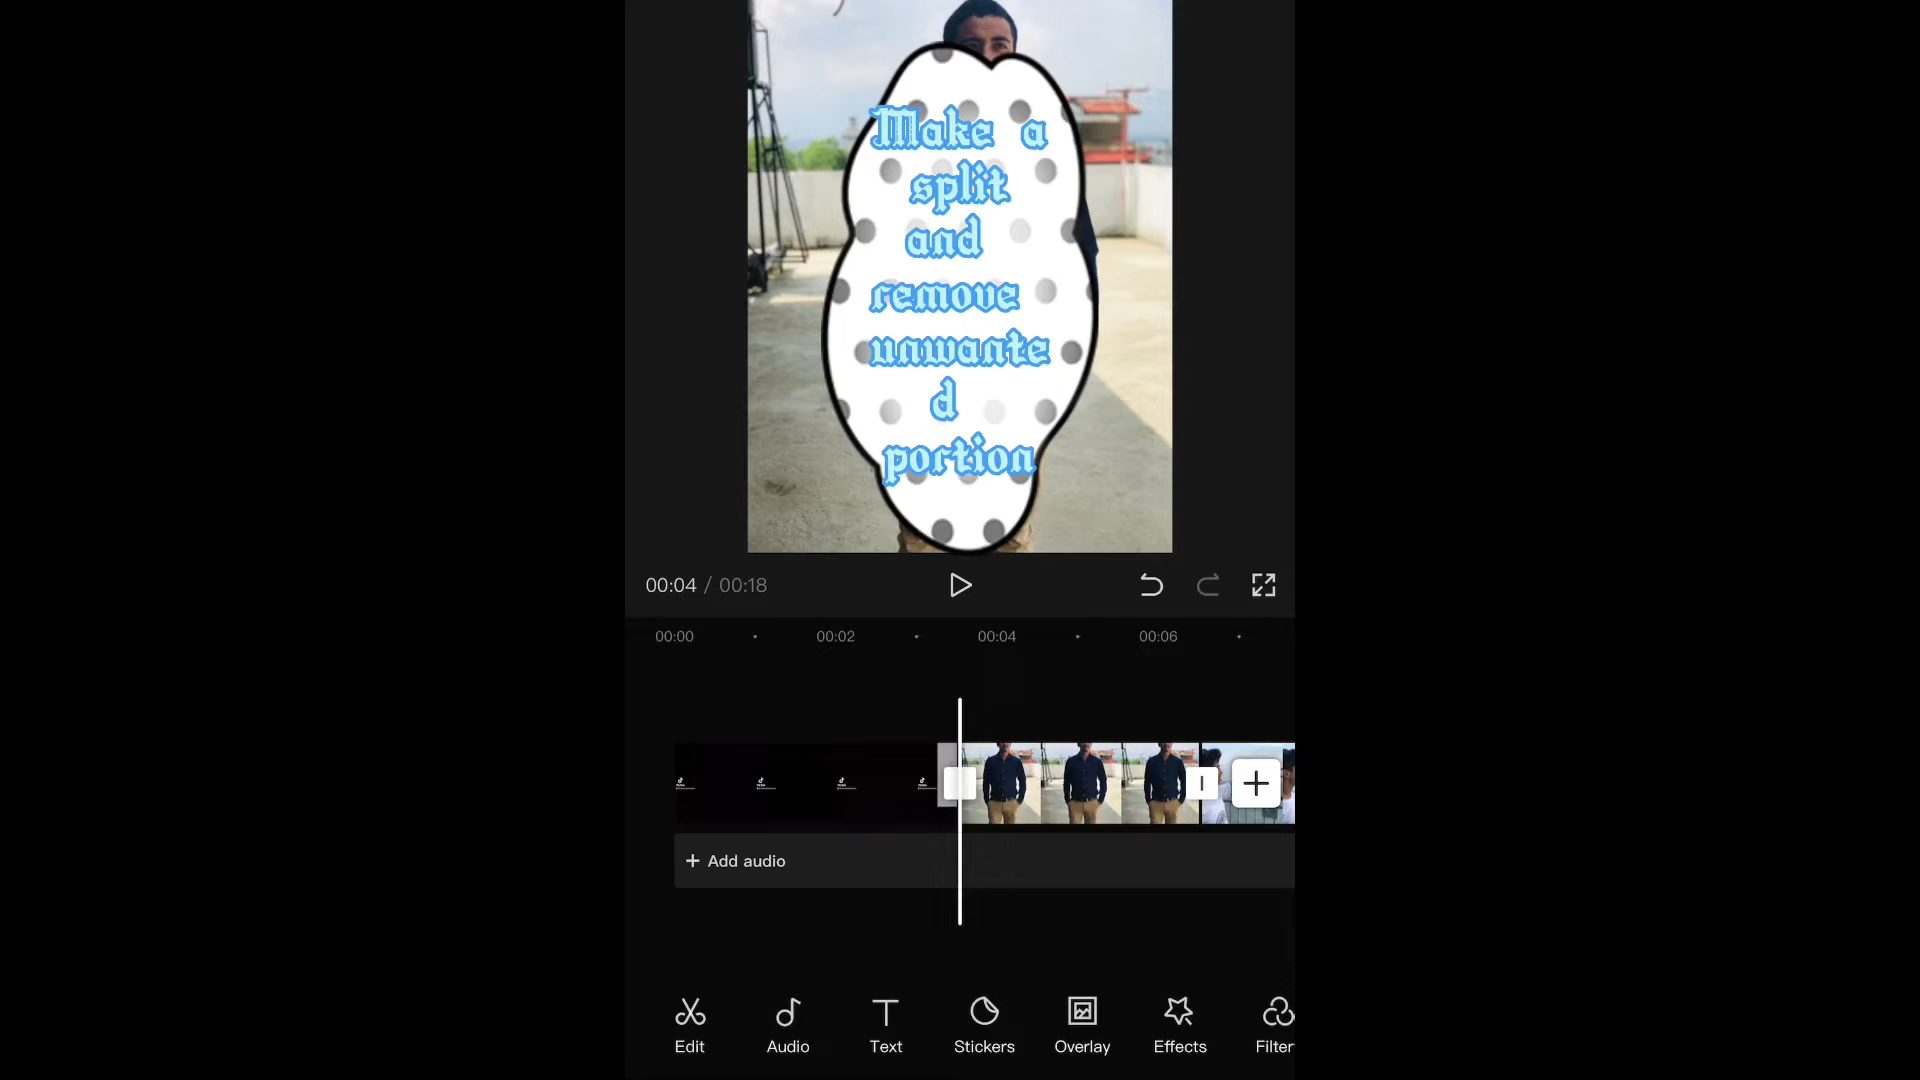 Make a
split
and
remove
unwante
d
portion
00:04 / 00:18
00:00 00:02 00:04 00:06
+ Add audio
Edit Audio Text Stickers Overlay Effects Filter